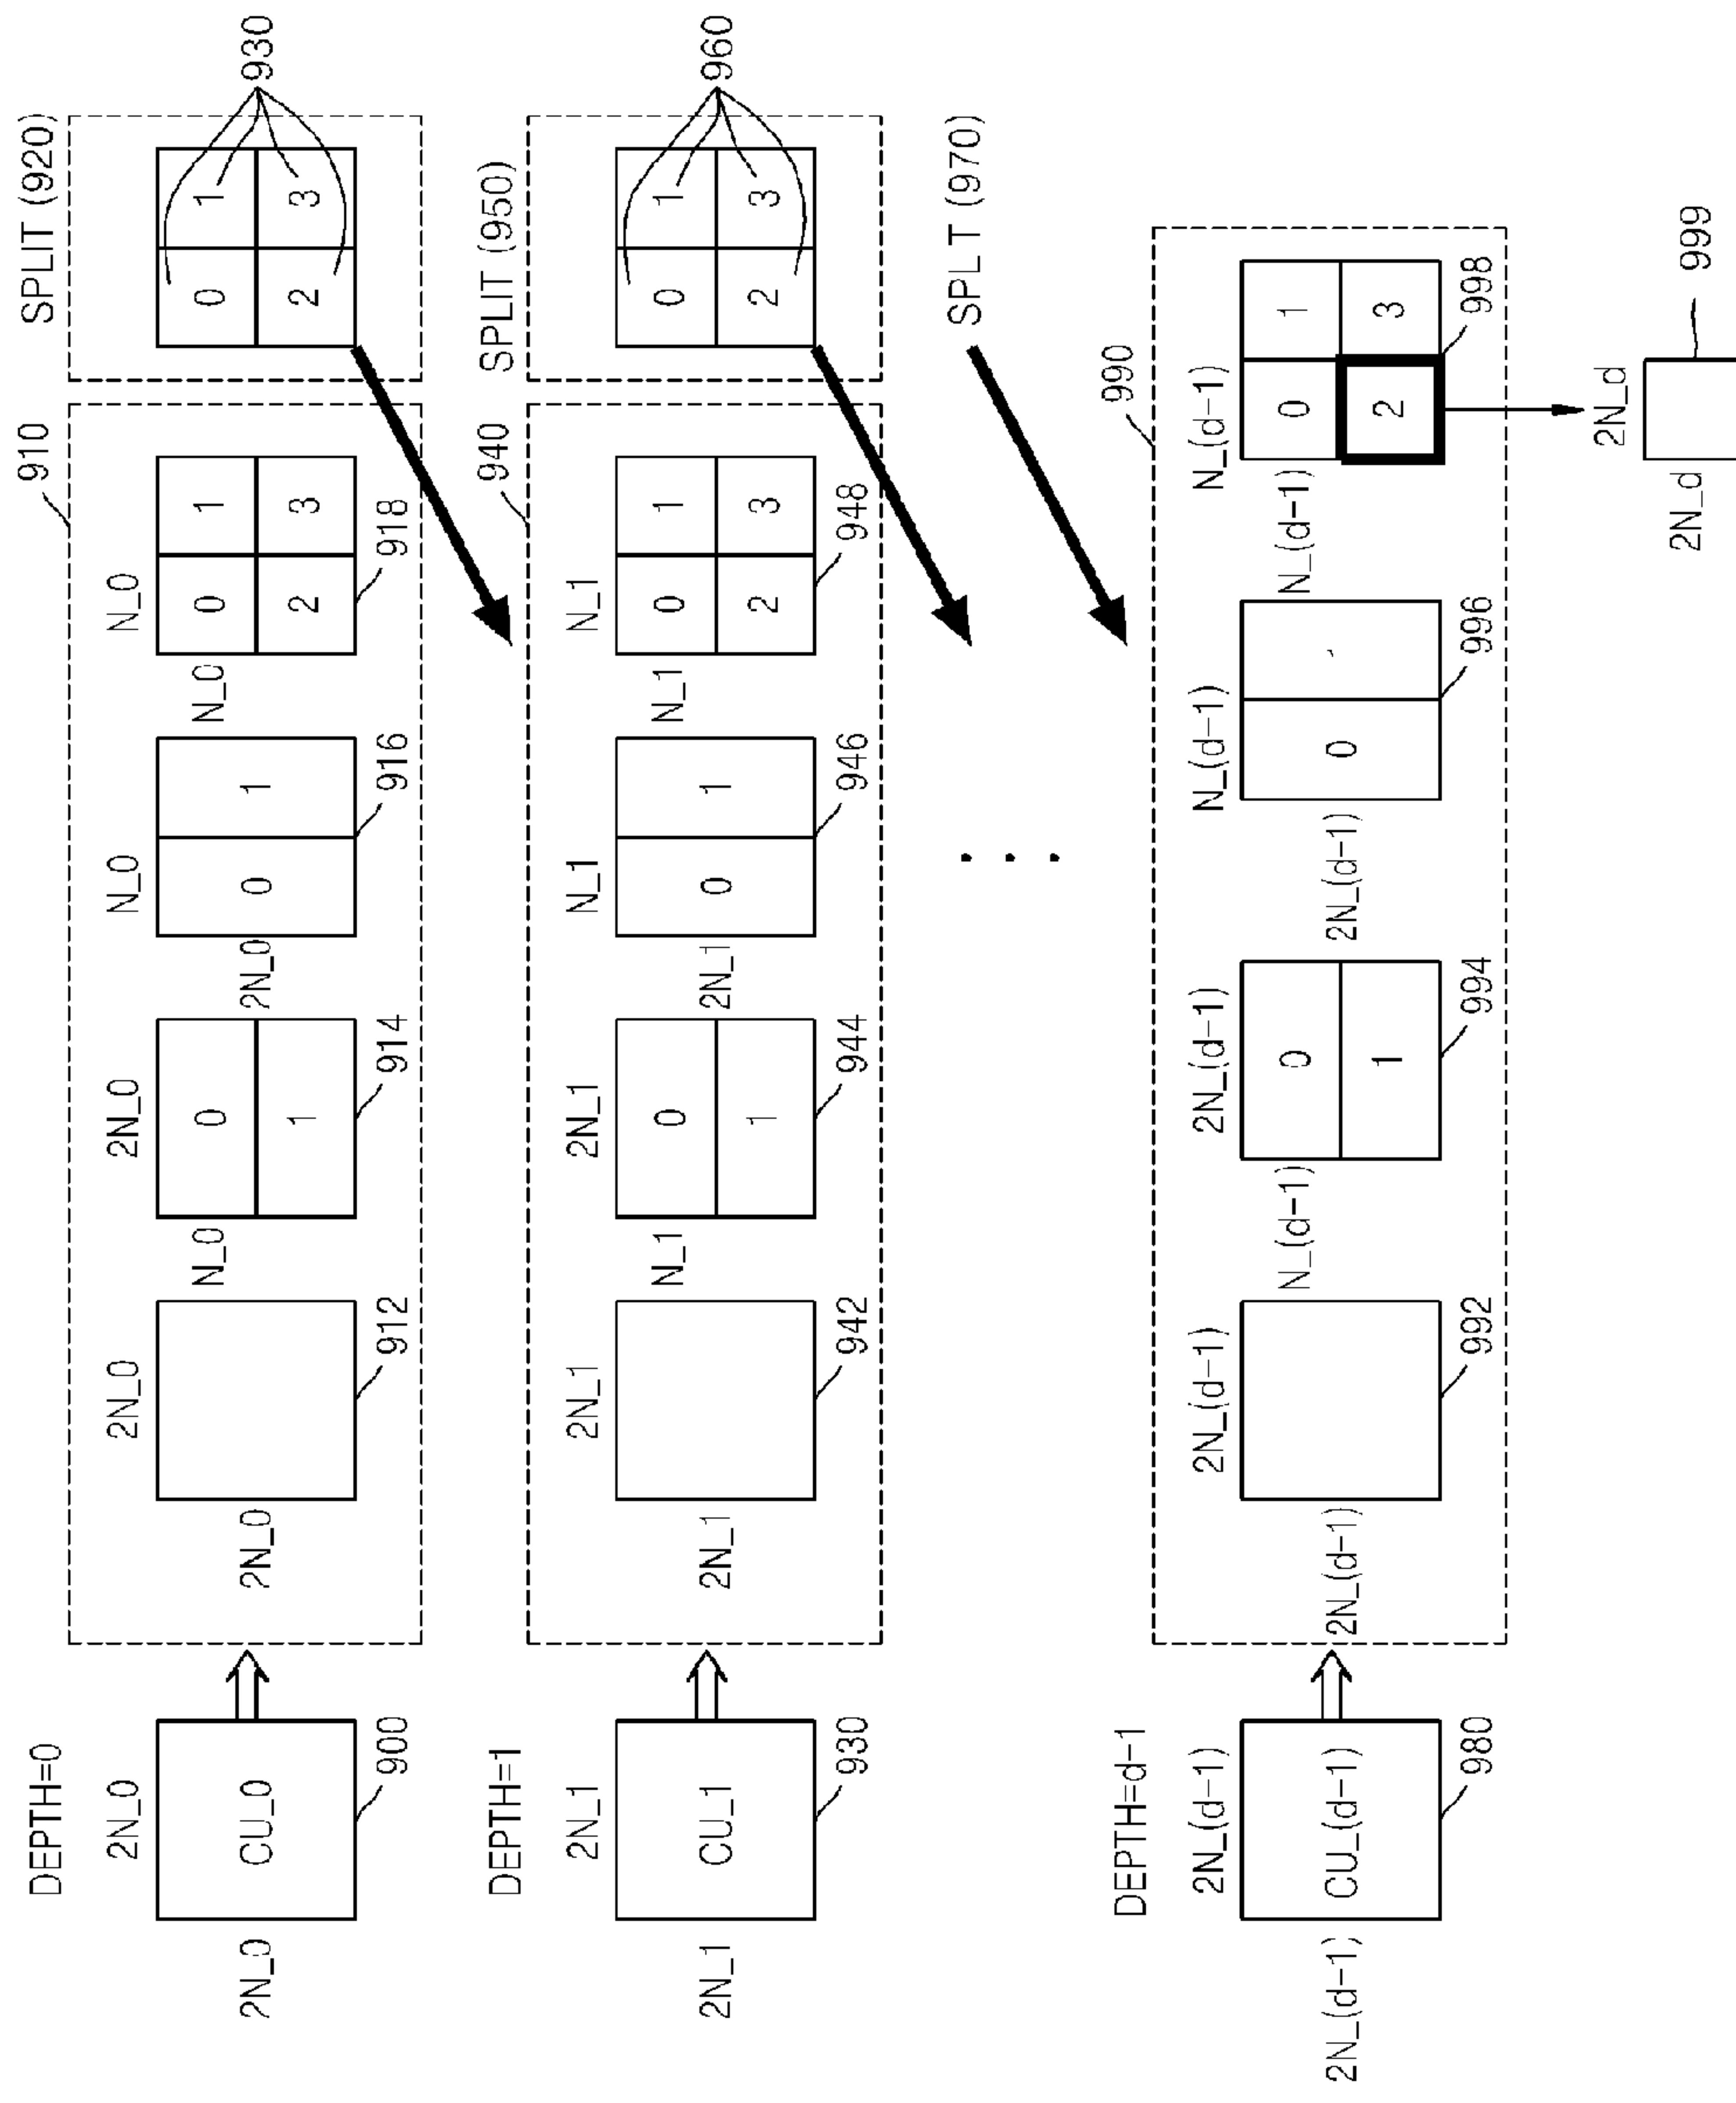 DEPTH=0
2N_0
2N_0
CU_0
900
910
2N_0
2N_0
912
2N_0
N_0
0
1
914
N_0
2N_0
0
1
916
N_0
N_0
0
1
2
3
918
SPLIT (920)
0
1
2
3
930
DEPTH=1
2N_1
2N_1
CU_1
930
940
2N_1
2N_1
942
2N_1
N_1
0
1
944
N_1
2N_1
0
1
946
N_1
N_1
0
1
2
3
948
SPLIT (950)
0
1
2
3
960
SPL T (970)
DEPTH=d-1
2N_(d-1)
2N_(d-1)
CU_(d-1)
980
990
2N_(d-1)
2N_(d-1)
992
2N_(d-1)
N_(d-1)
0
1
994
N_(d-1)
2N_(d-1)
0
996
N_(d-1)
N_(d-1)
0
1
2
3
998
2N_d
2N_d
999